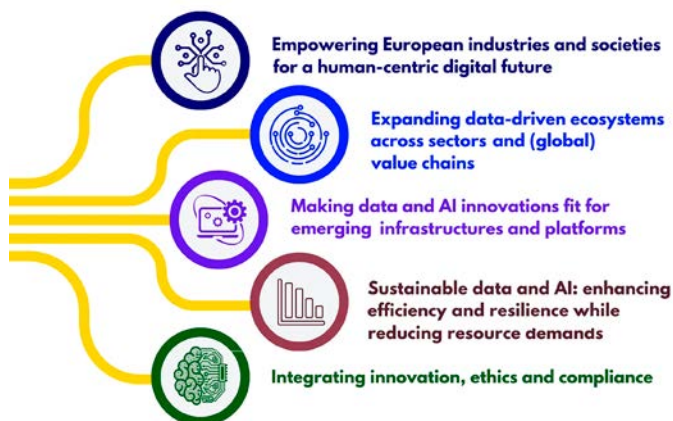 Empowering European industries and societies
for a human-centric digital future
Expanding data-driven ecosystems
across sectors and (global)
value chains
Making data and AI innovations fit for
emerging infrastructures and platforms
Sustainable data and AI: enhancing
efficiency and resilience while
reducing resource demands
Integrating innovation, ethics and compliance